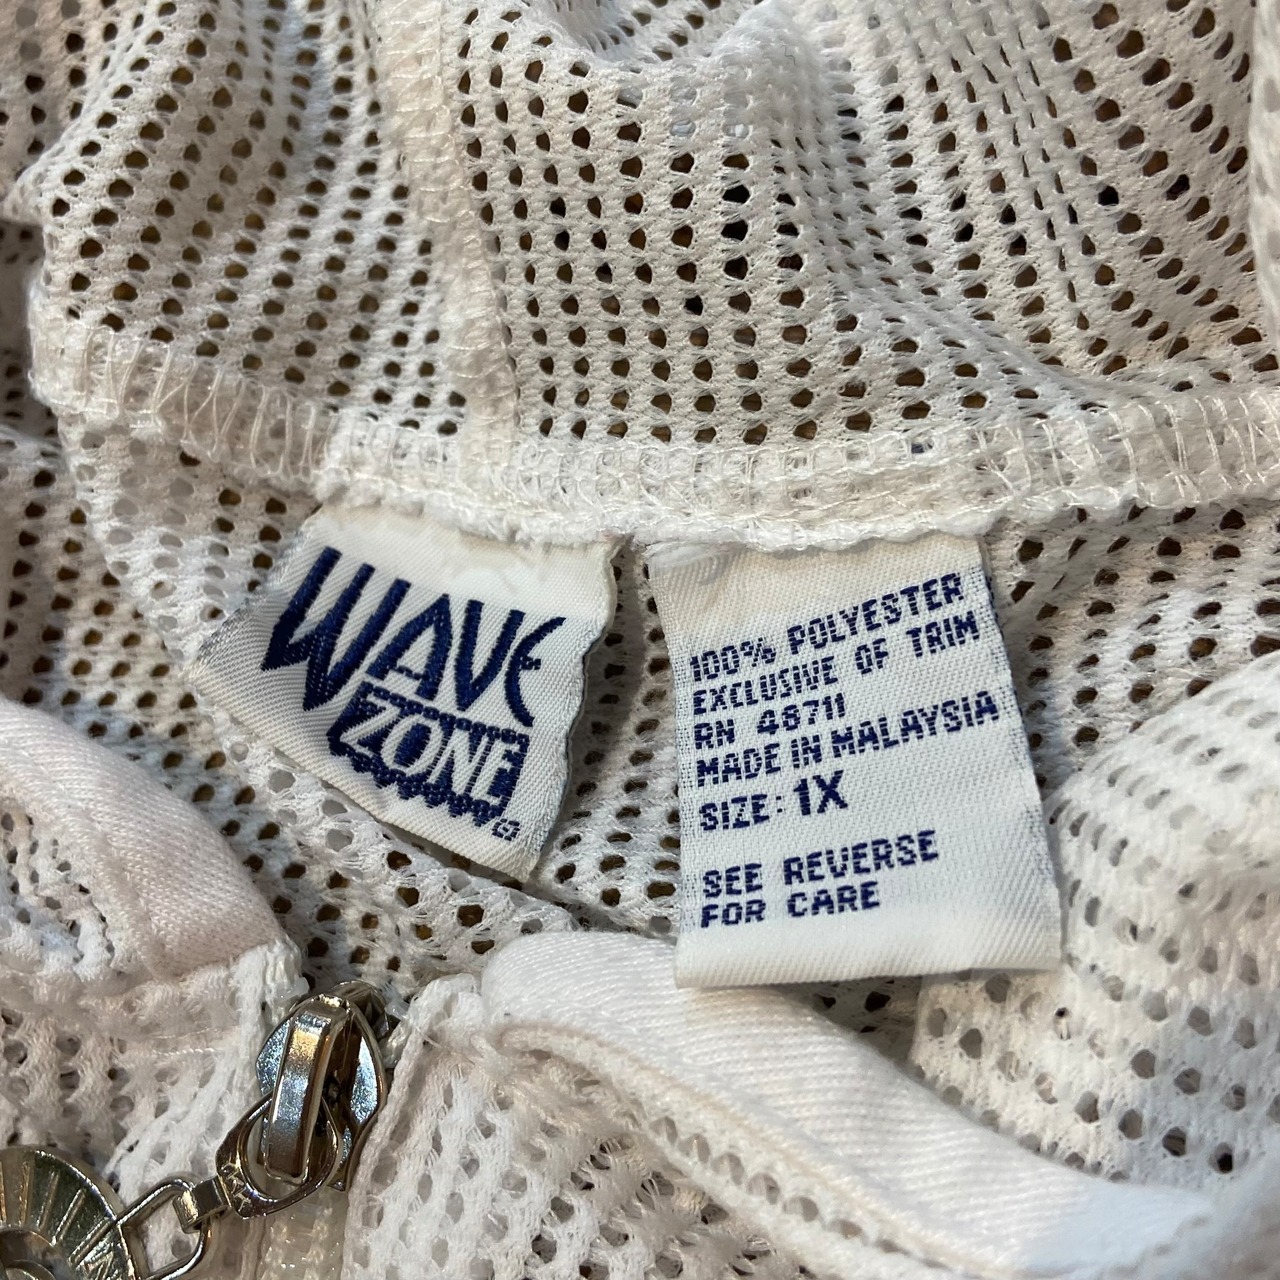 WAVE
ZONE
100% POLYESTER
EXCLUSIVE OF TRIM
RN 48711
MADE IN MALAYSIA
SIZE: 1X
SEE REVERSE
FOR CARE